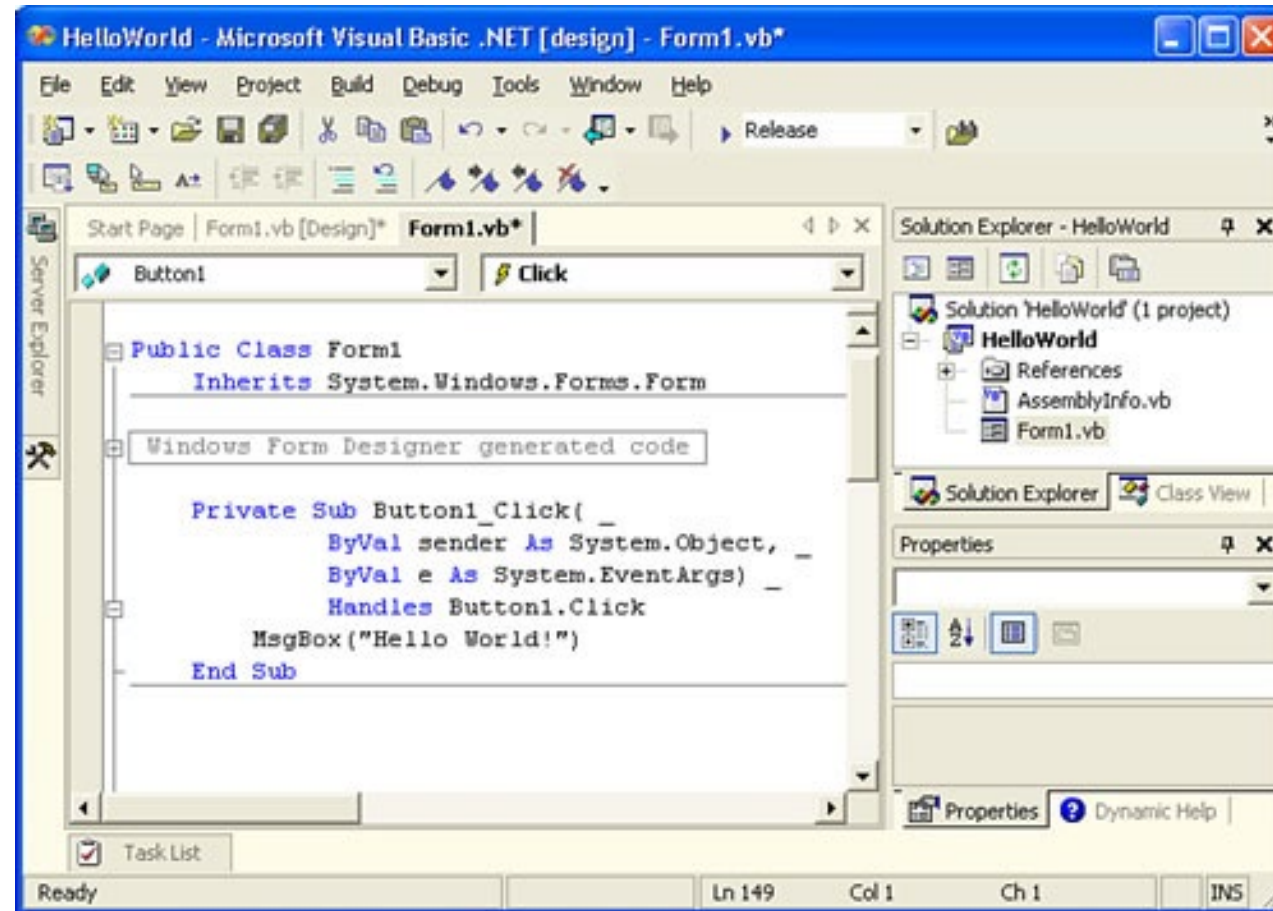 HelloWorld - Microsoft Visual Basic .NET [design] - Form1.vb*
File Edit View Project Build Debug Tools Window Help
Release
Start Page Form1.vb [Design]* Form1.vb*
Button1 Click
Server Explorer
Public Class Form1
Inherits System.Windows.Forms.Form
Windows Form Designer generated code
Private Sub Button1_Click( _
ByVal sender As System.Object, _
ByVal e As System.EventArgs) _
Handles Button1.Click
MsgBox("Hello World!")
End Sub
Solution Explorer - HelloWorld
Solution 'HelloWorld' (1 project)
HelloWorld
References
AssemblyInfo.vb
Form1.vb
Solution Explorer Class View
Properties
Properties Dynamic Help
Task List
Ready Ln 149 Col 1 Ch 1 INS